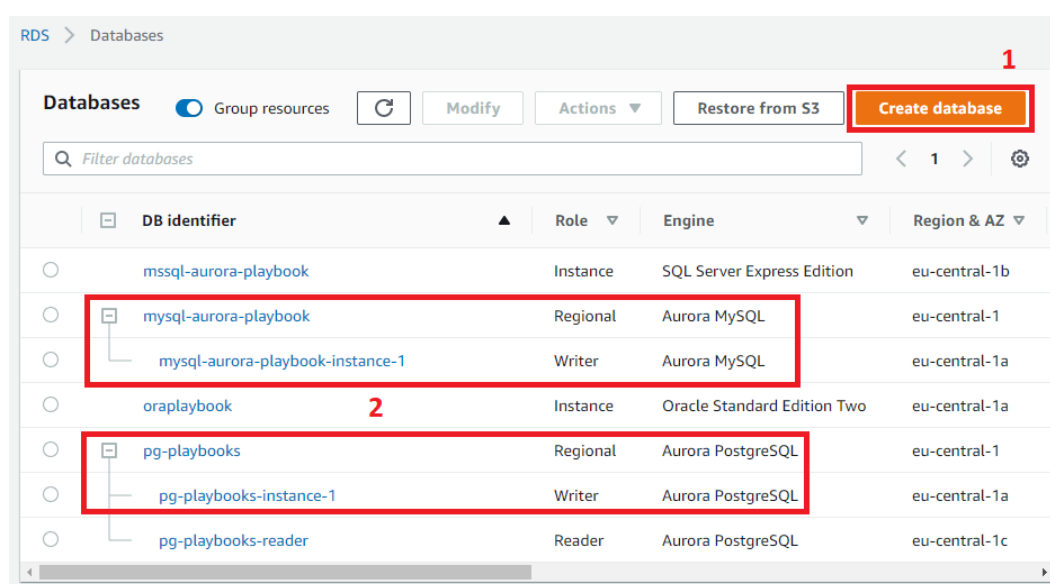 RDS > Databases
1
Databases Group resources Modify Actions ▼ Restore from S3 Create database
Filter databases < 1 >
DB identifier ▲ Role ▽ Engine ▽ Region & AZ ▽
mssql-aurora-playbook Instance SQL Server Express Edition eu-central-1b
mysql-aurora-playbook Regional Aurora MySQL eu-central-1
mysql-aurora-playbook-instance-1 Writer Aurora MySQL eu-central-1a
oraplaybook 2 Instance Oracle Standard Edition Two eu-central-1a
pg-playbooks Regional Aurora PostgreSQL eu-central-1
pg-playbooks-instance-1 Writer Aurora PostgreSQL eu-central-1a
pg-playbooks-reader Reader Aurora PostgreSQL eu-central-1c